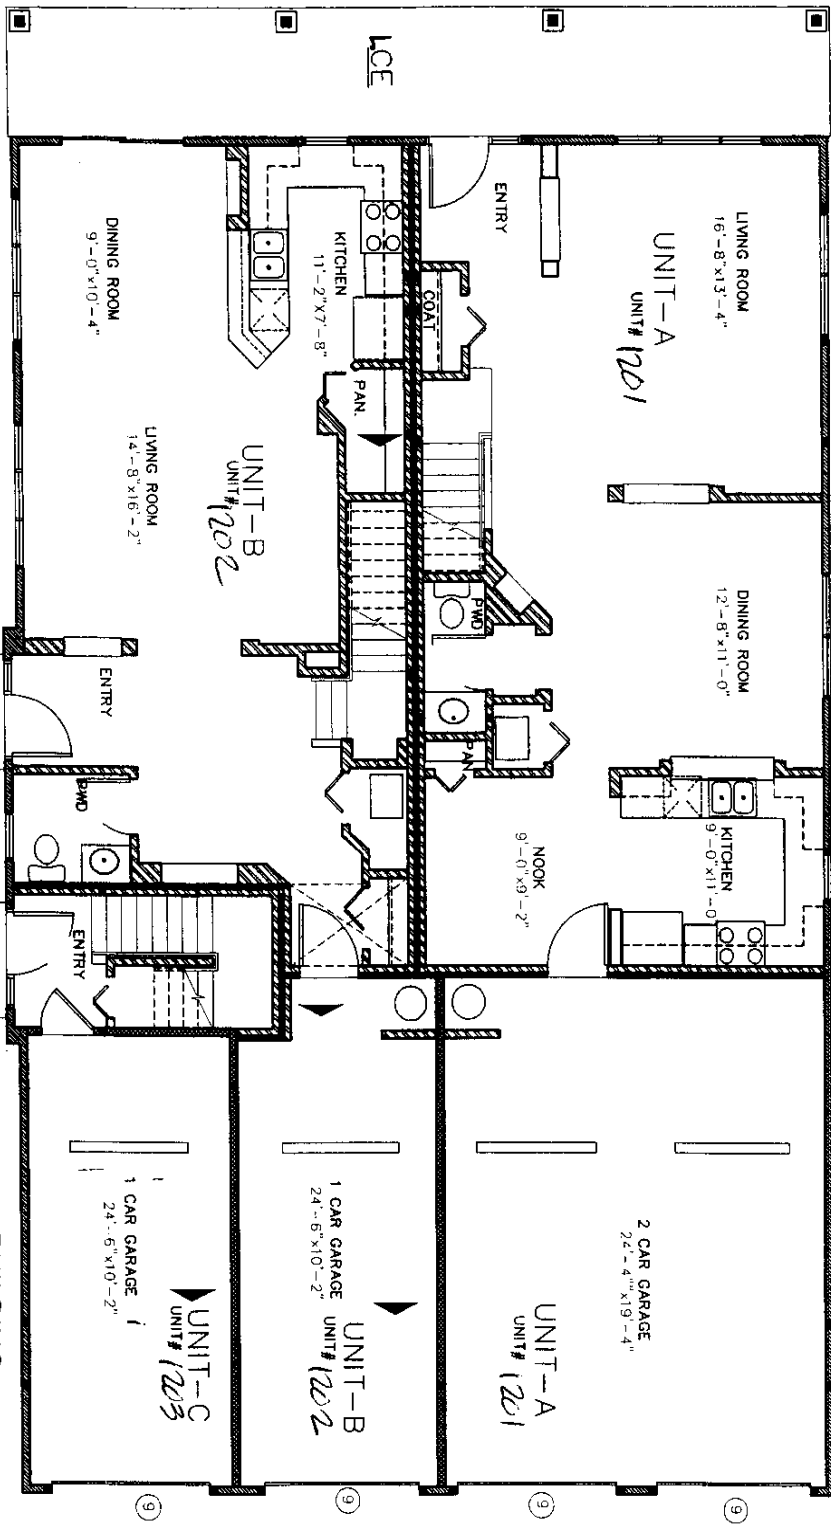 LCE
LIVING ROOM
16'-8"x13'-4"
UNIT-A
UNIT# 1201
ENTRY
COAT
DINING ROOM
12'-8"x11'-0"
PWD
PAN
KITCHEN
9'-0"x11'-0
NOOK
9'-0"x9'-2"
2 CAR GARAGE
24'-4""x19'-4"
UNIT-A
UNIT# 1201
KITCHEN
11'-2"x7'-8"
PAN.
DINING ROOM
9'-0"x10'-4"
LIVING ROOM
14'-8"x16'-2"
UNIT-B
UNIT# 1202
ENTRY
PWD
ENTRY
1 CAR GARAGE
24'-6"x10'-2"
UNIT-B
UNIT# 1202
1 CAR GARAGE
24'-6"x10'-2"
UNIT-C
UNIT# 1203
9
9
9
9